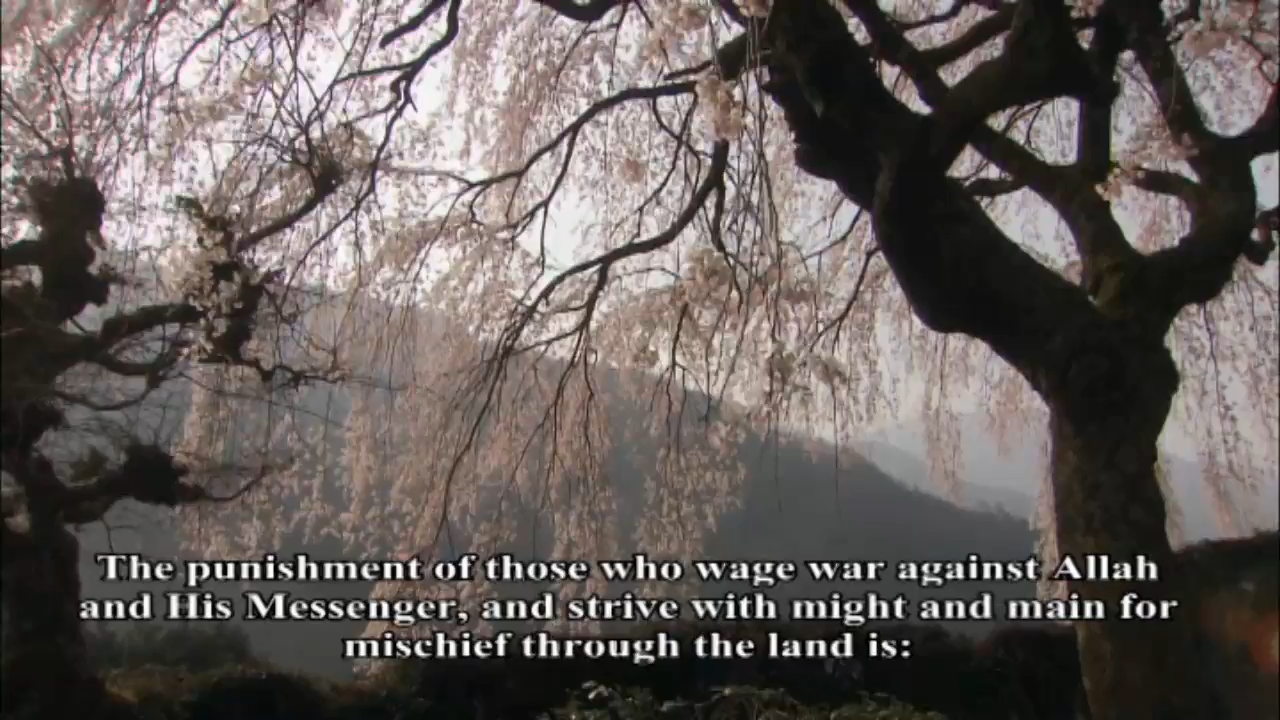 The punishment of those who wage war against Allah
and His Messenger, and strive with might and main for
mischief through the land is: